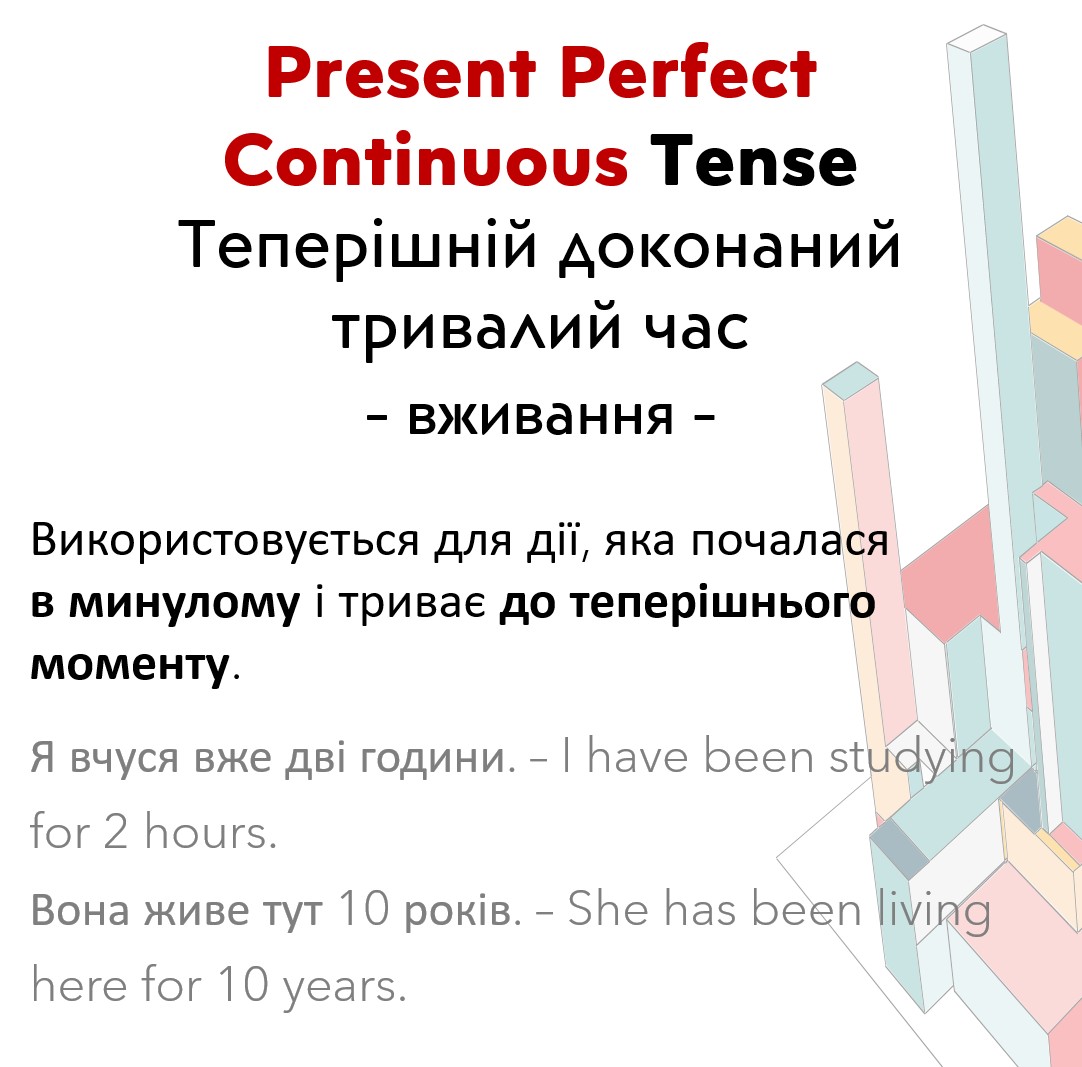 Present Perfect
Continuous Tense
Теперішній доконаний
тривалий час
– вживання –
Використовується для дії, яка почалася
в минулому і триває до теперішнього
моменту.
Я вчуся вже дві години. – I have been studying
for 2 hours.
Вона живе тут 10 років. – She has been living
here for 10 years.